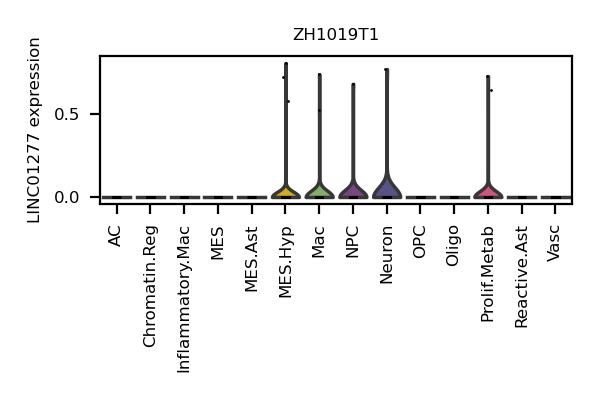 ZH1019T1
LINC01277 expression
0.5
0.0
AC
Chromatin.Reg
Inflammatory.Mac
MES
MES.Ast
MES.Hyp
Mac
NPC
Neuron
OPC
Oligo
Prolif.Metab
Reactive.Ast
Vasc